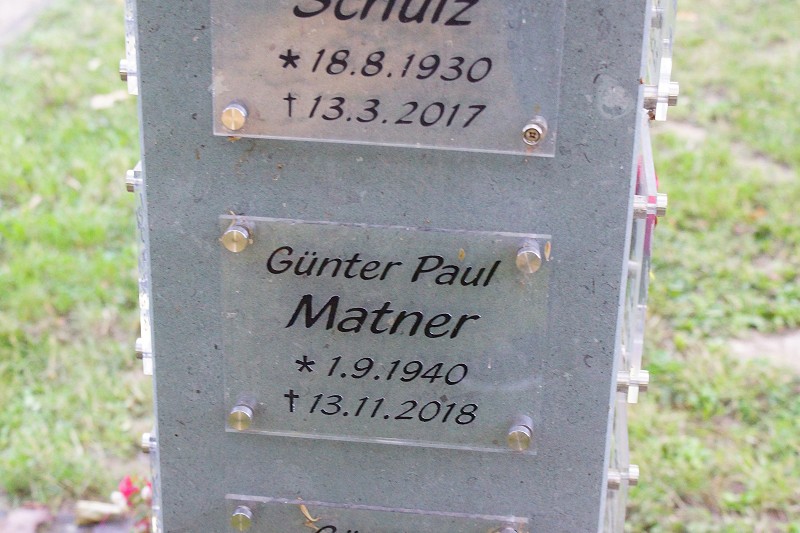 Schulz
* 18.8.1930
† 13.3.2017
Günter Paul
Matner
* 1.9.1940
† 13.11.2018